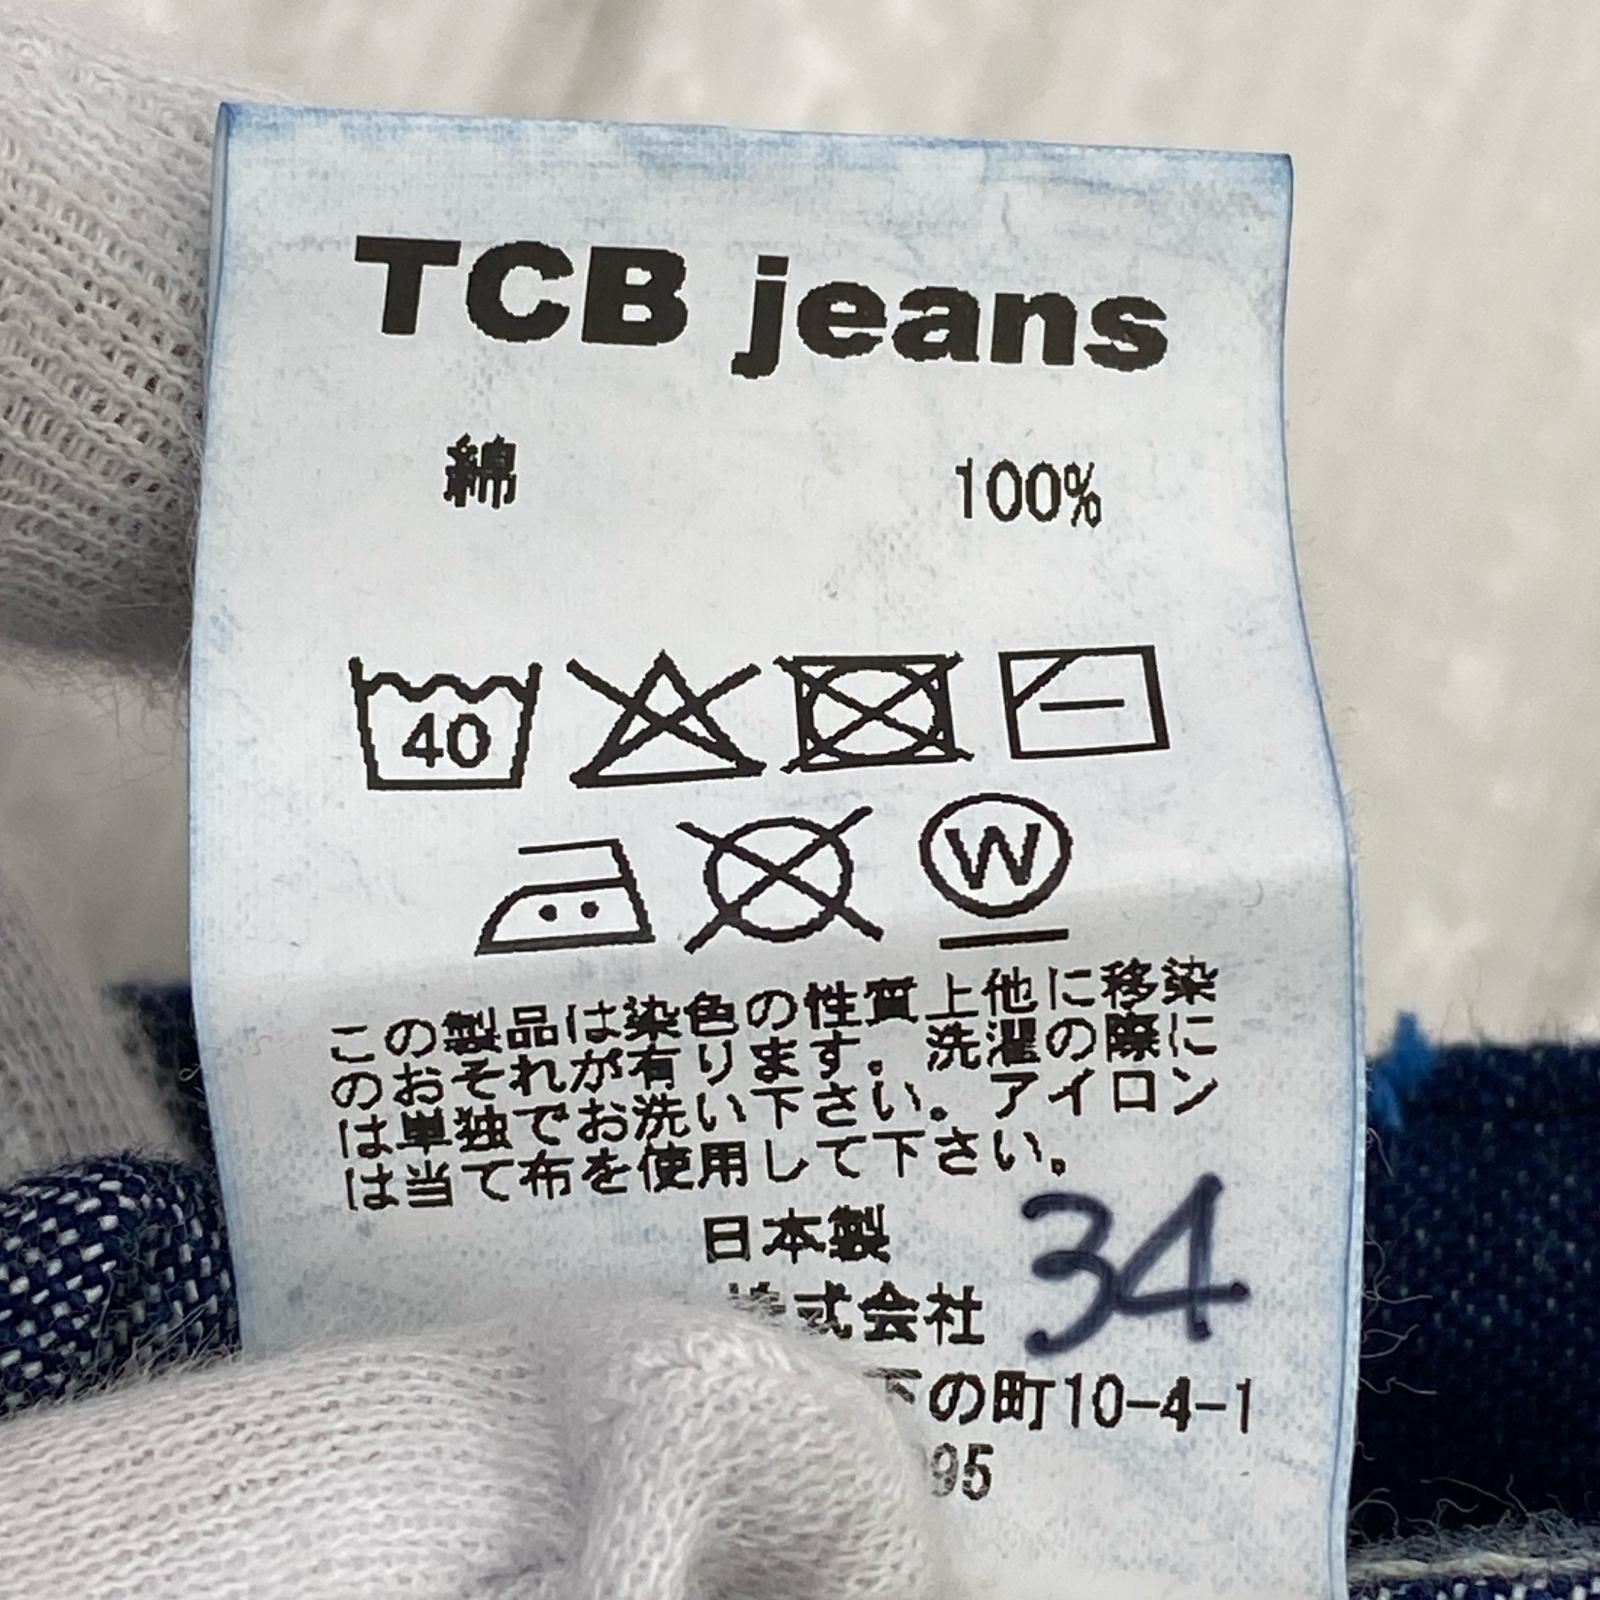 TCB jeans
綿 100%
40
W
この製品は染色の性質上他に移染
のおそれが有ります。洗濯の際に
は単独でお洗い下さい。アイロン
は当て布を使用して下さい。
日本製
34
式会社
の町10-4-1
95